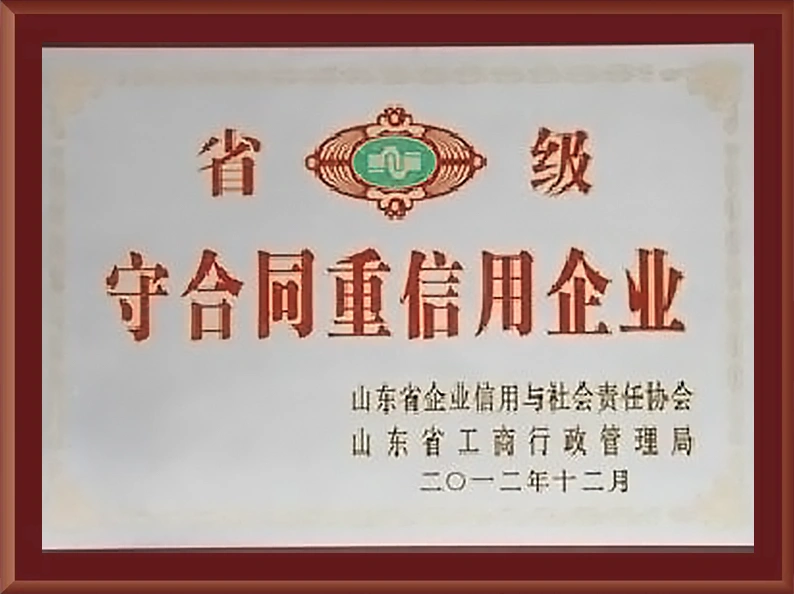 省级
守合同重信用企业
山东省企业信用与社会责任协会
山东省工商行政管理局
二〇一二年十二月